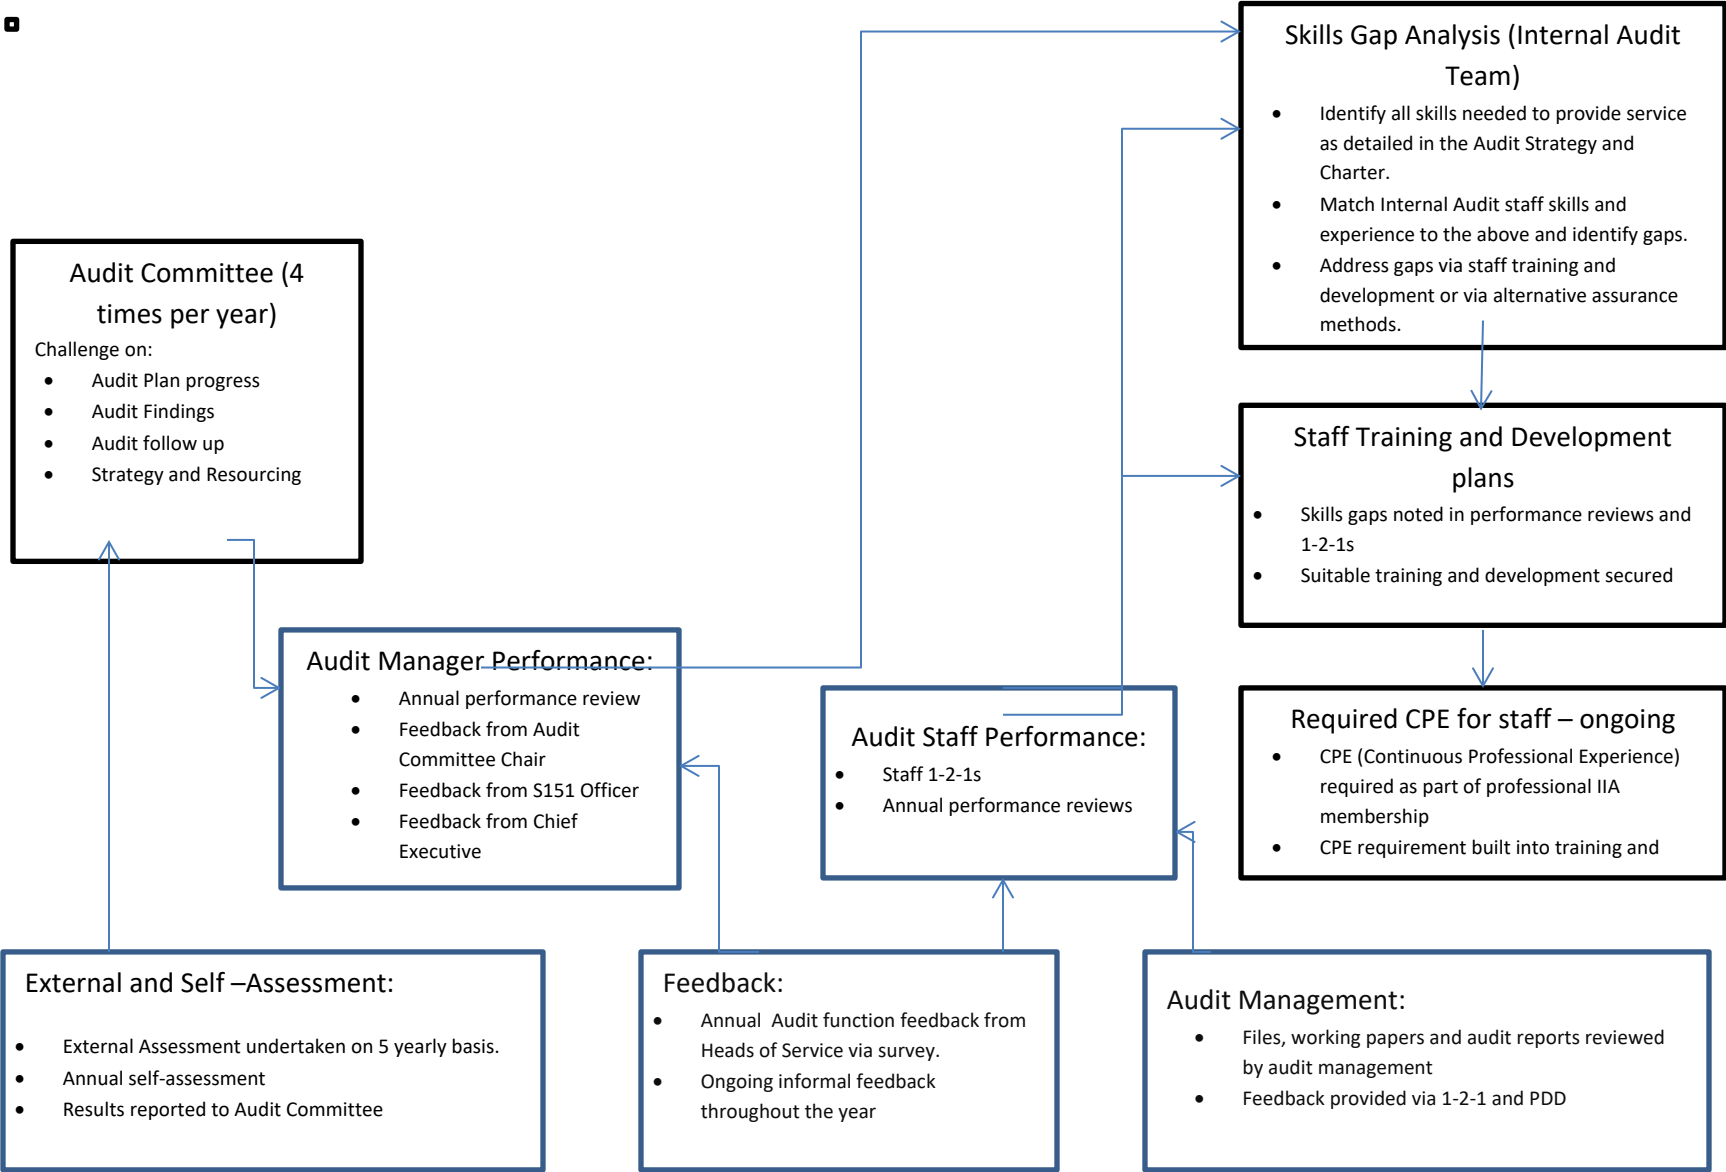 Skills Gap Analysis (Internal Audit
Team)
• Identify all skills needed to provide service
as detailed in the Audit Strategy and
Charter.
• Match Internal Audit staff skills and
experience to the above and identify gaps.
• Address gaps via staff training and
development or via alternative assurance
methods.
Audit Committee (4
times per year)
Challenge on:
• Audit Plan progress
• Audit Findings
• Audit follow up
• Strategy and Resourcing
Staff Training and Development
plans
• Skills gaps noted in performance reviews and
1-2-1s
• Suitable training and development secured
Audit Manager Performance:
• Annual performance review
• Feedback from Audit
Committee Chair
• Feedback from S151 Officer
• Feedback from Chief
Executive
Audit Staff Performance:
• Staff 1-2-1s
• Annual performance reviews
Required CPE for staff – ongoing
• CPE (Continuous Professional Experience)
required as part of professional IIA
membership
• CPE requirement built into training and
External and Self –Assessment:
• External Assessment undertaken on 5 yearly basis.
• Annual self-assessment
• Results reported to Audit Committee
Feedback:
• Annual  Audit function feedback from
Heads of Service via survey.
• Ongoing informal feedback
throughout the year
Audit Management:
• Files, working papers and audit reports reviewed
by audit management
• Feedback provided via 1-2-1 and PDD